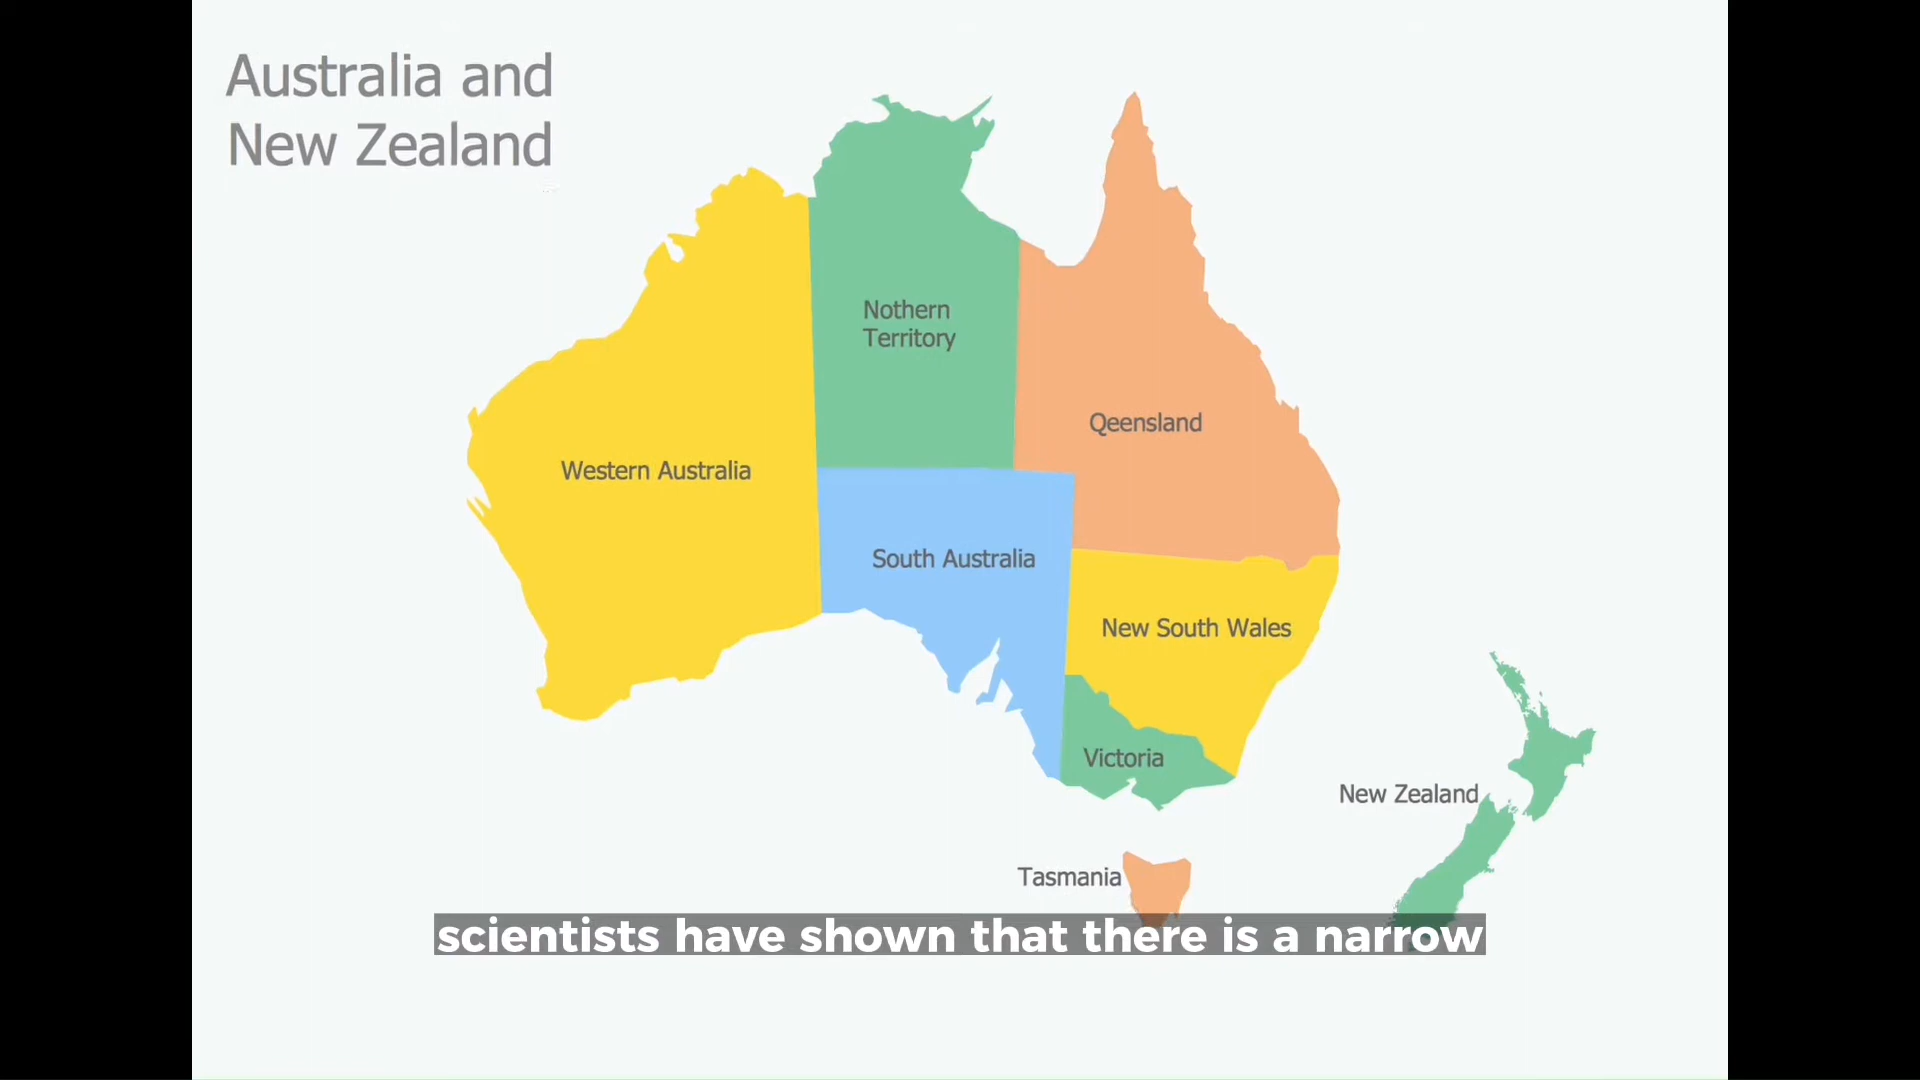 Australia and
New Zealand
Nothern
Territory
Qeensland
Western Australia
South Australia
New South Wales
Victoria
New Zealand
Tasmania
scientists have shown that there is a narrow